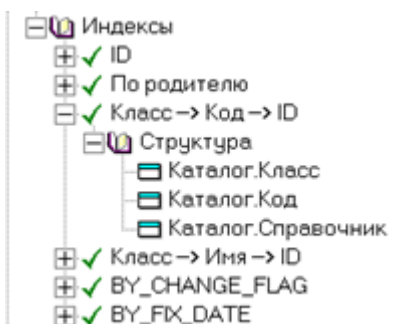 Индексы
ID
По родителю
Класс –> Код –> ID
Структура
Каталог.Класс
Каталог.Код
Каталог.Справочник
Класс –> Имя –> ID
BY_CHANGE_FLAG
BY_FIX_DATE